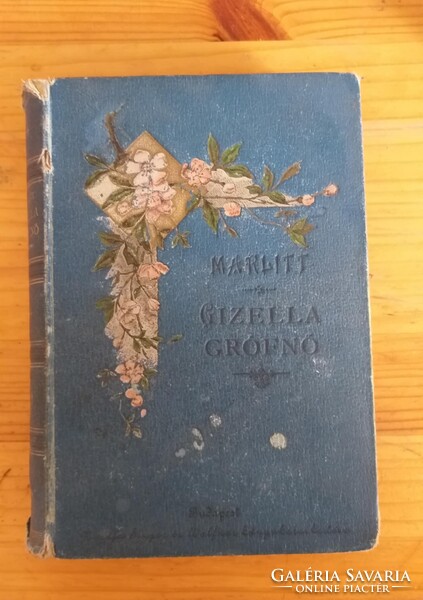 MARLITT
GIZELLA
GRÓFNŐ
Budapest
GALÉRIA SAVARIA
ONLINE PIACTÉR